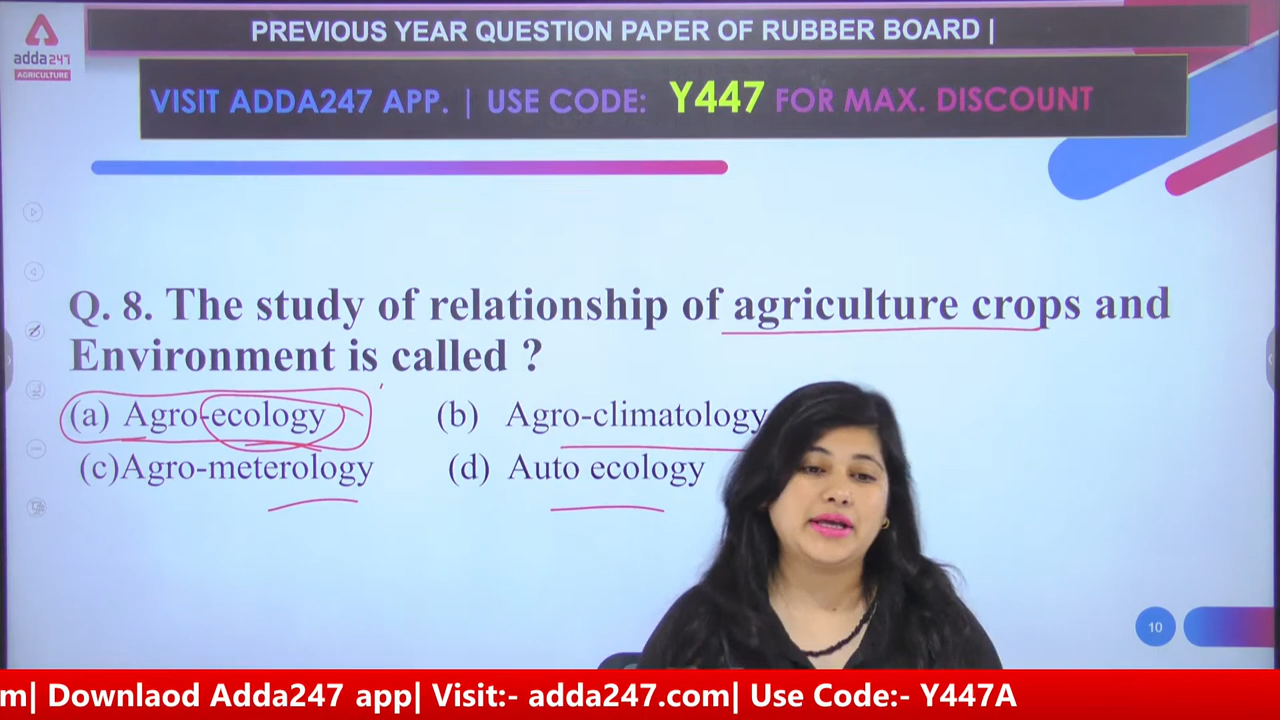 PREVIOUS YEAR QUESTION PAPER OF RUBBER BOARD |
adda247
AGRICULTURE
VISIT ADDA247 APP. | USE CODE: Y447 FOR MAX. DISCOUNT
Q. 8. The study of relationship of agriculture crops and
Environment is called ?
(a) Agro-ecology (b) Agro-climatology
(c)Agro-meterology (d) Auto ecology
10
m| Downlaod Adda247 app| Visit:- adda247.com| Use Code:- Y447A